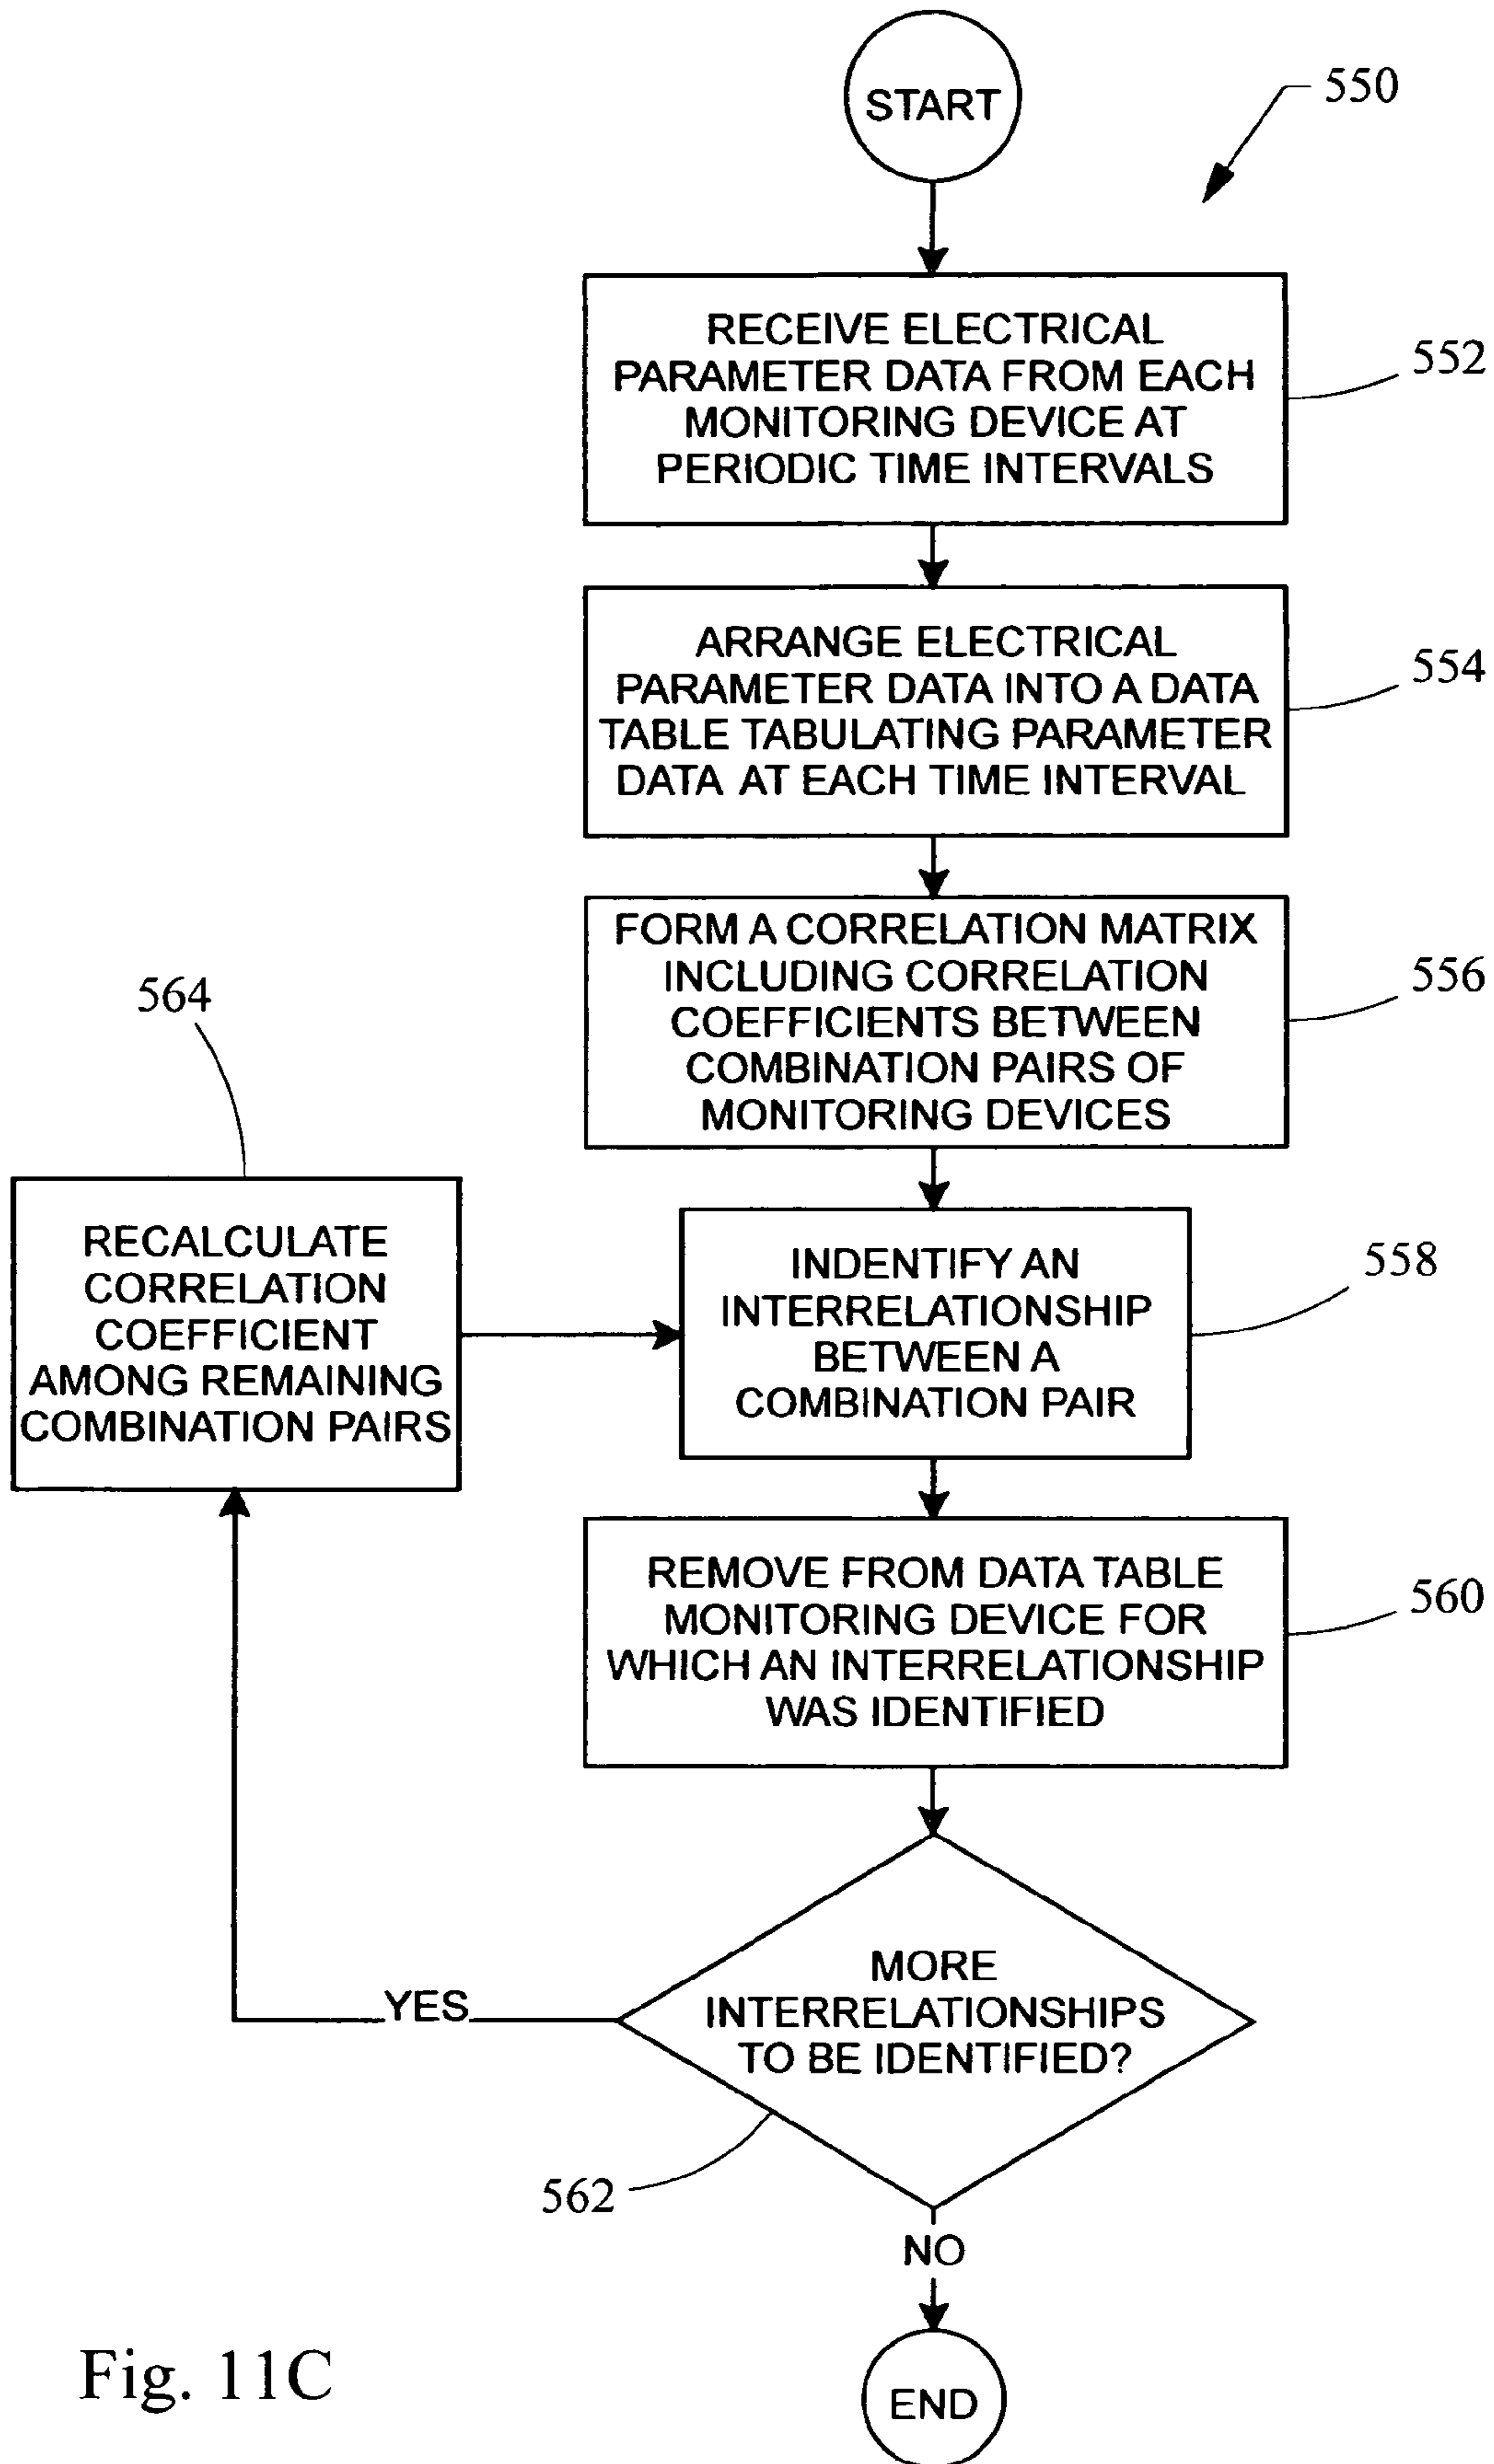 START
550
RECEIVE ELECTRICAL
PARAMETER DATA FROM EACH
MONITORING DEVICE AT
PERIODIC TIME INTERVALS
552
ARRANGE ELECTRICAL
PARAMETER DATA INTO A DATA
TABLE TABULATING PARAMETER
DATA AT EACH TIME INTERVAL
554
FORM A CORRELATION MATRIX
INCLUDING CORRELATION
COEFFICIENTS BETWEEN
COMBINATION PAIRS OF
MONITORING DEVICES
556
564
RECALCULATE
CORRELATION
COEFFICIENT
AMONG REMAINING
COMBINATION PAIRS
INDENTIFY AN
INTERRELATIONSHIP
BETWEEN A
COMBINATION PAIR
558
REMOVE FROM DATA TABLE
MONITORING DEVICE FOR
WHICH AN INTERRELATIONSHIP
WAS IDENTIFIED
560
MORE
INTERRELATIONSHIPS
TO BE IDENTIFIED?
YES
562
NO
END
Fig. 11C